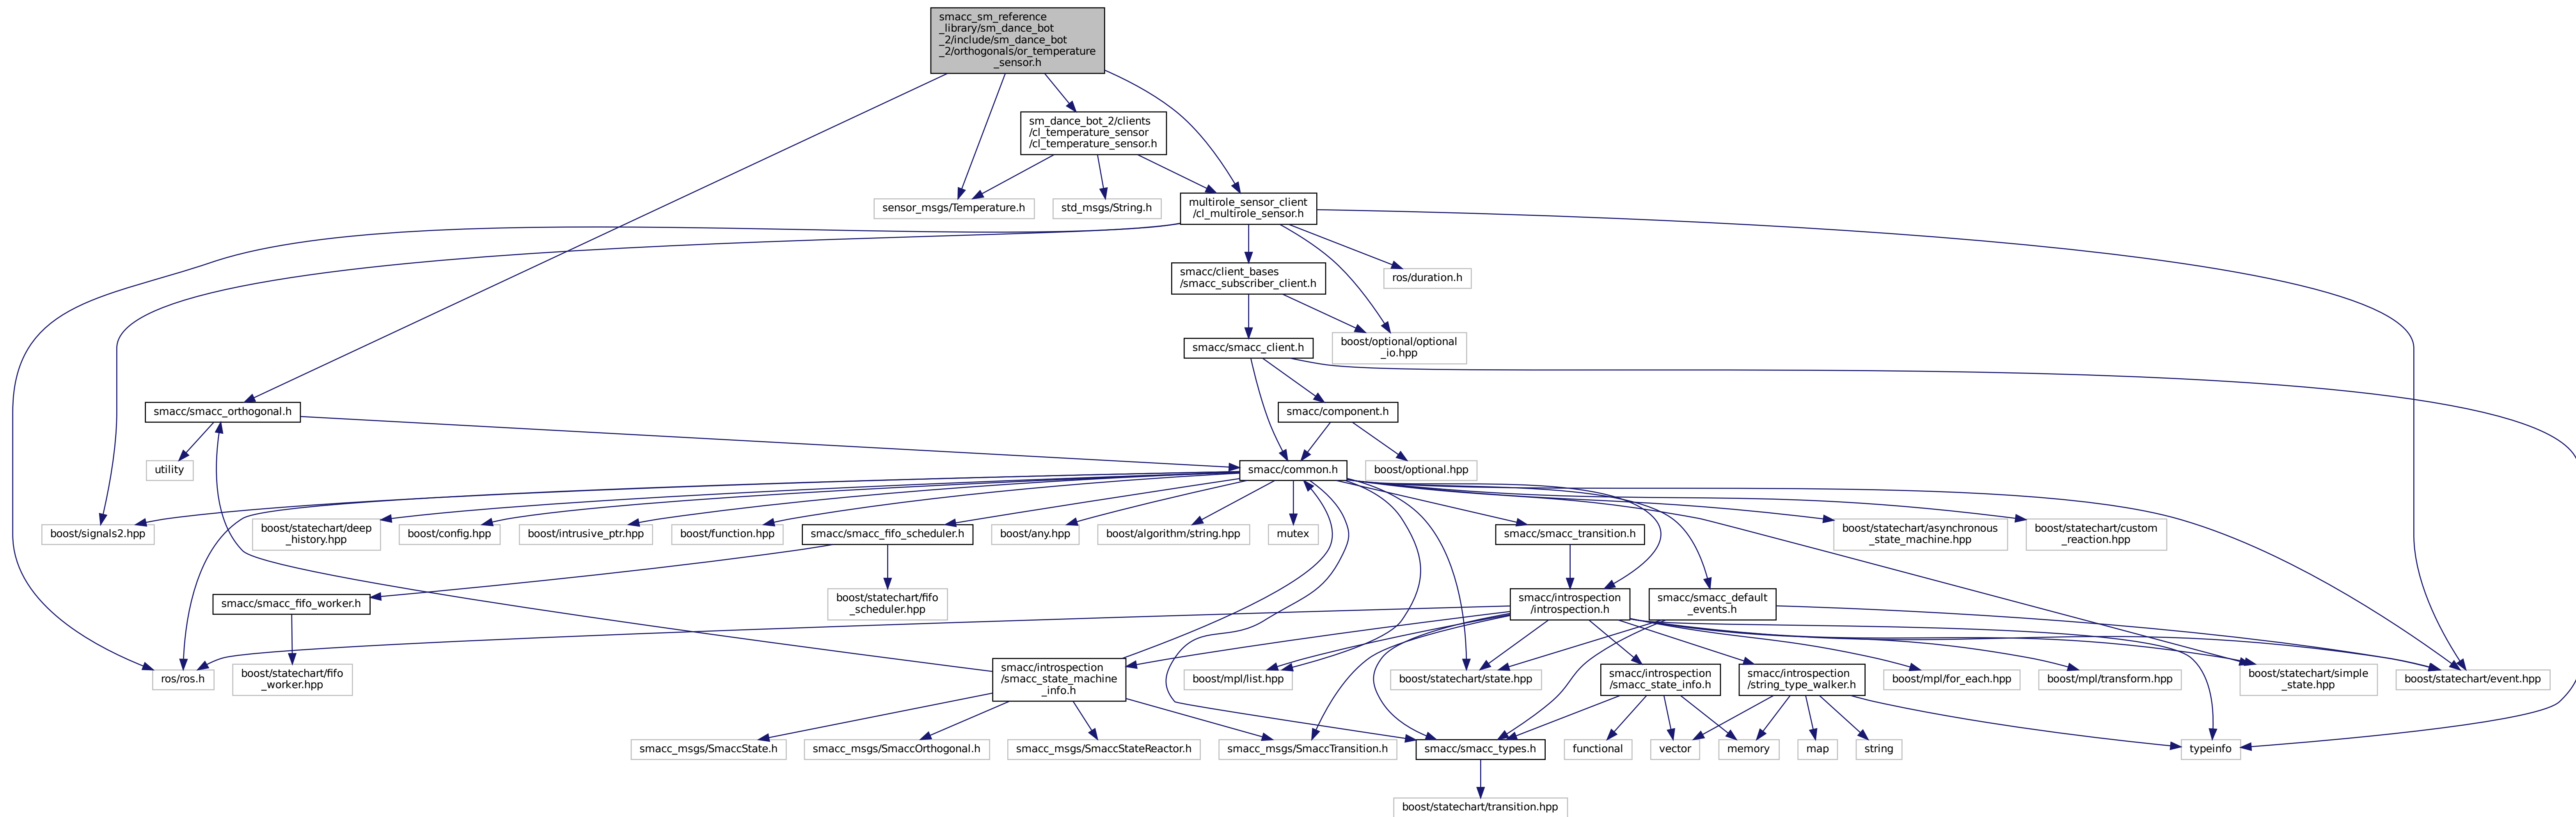 smacc_sm_reference
_library/sm_dance_bot
_2/include/sm_dance_bot
_2/orthogonals/or_temperature
_sensor.h
sm_dance_bot_2/clients
/cl_temperature_sensor
/cl_temperature_sensor.h
sensor_msgs/Temperature.h
std_msgs/String.h
multirole_sensor_client
/cl_multirole_sensor.h
smacc/client_bases
/smacc_subscriber_client.h
ros/duration.h
smacc/smacc_client.h
boost/optional/optional
_io.hpp
smacc/smacc_orthogonal.h
smacc/component.h
utility
smacc/common.h
boost/optional.hpp
boost/signals2.hpp
boost/statechart/deep
_history.hpp
boost/config.hpp
boost/intrusive_ptr.hpp
boost/function.hpp
smacc/smacc_fifo_scheduler.h
boost/any.hpp
boost/algorithm/string.hpp
mutex
smacc/smacc_transition.h
boost/statechart/asynchronous
_state_machine.hpp
boost/statechart/custom
_reaction.hpp
smacc/smacc_fifo_worker.h
boost/statechart/fifo
_scheduler.hpp
smacc/introspection
/introspection.h
smacc/smacc_default
_events.h
ros/ros.h
boost/statechart/fifo
_worker.hpp
smacc/introspection
/smacc_state_machine
_info.h
boost/mpl/list.hpp
boost/statechart/state.hpp
smacc/introspection
/smacc_state_info.h
smacc/introspection
/string_type_walker.h
boost/mpl/for_each.hpp
boost/mpl/transform.hpp
boost/statechart/simple
_state.hpp
boost/statechart/event.hpp
smacc_msgs/SmaccState.h
smacc_msgs/SmaccOrthogonal.h
smacc_msgs/SmaccStateReactor.h
smacc_msgs/SmaccTransition.h
smacc/smacc_types.h
functional
vector
memory
map
string
typeinfo
boost/statechart/transition.hpp